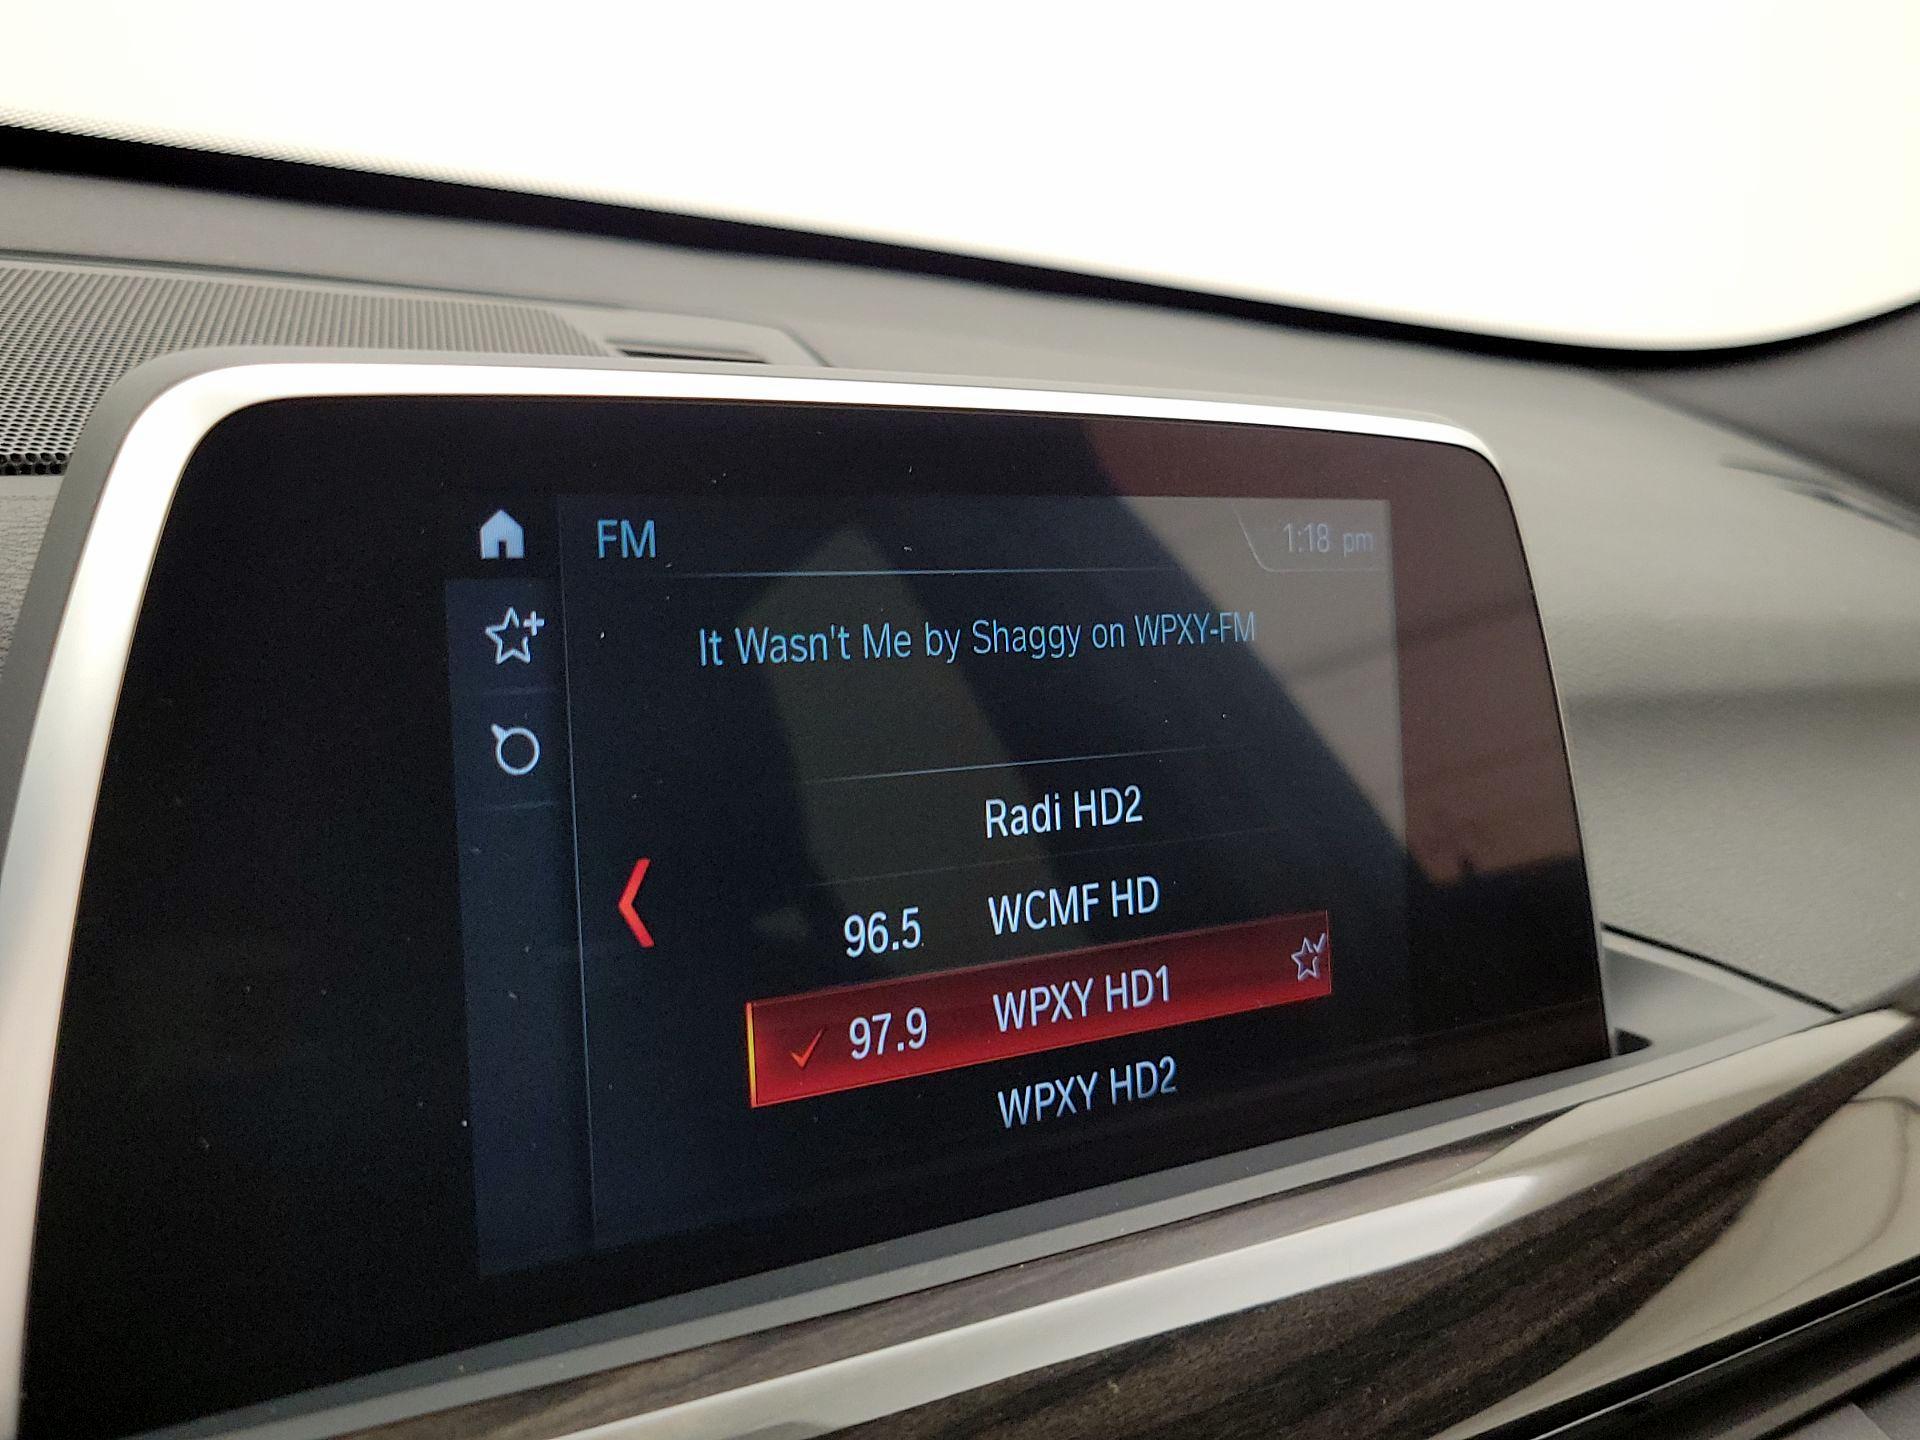 FM
1:18 pm
It Wasn't Me by Shaggy on WPXY-FM
Radi HD2
96.5 WCMF HD
97.9 WPXY HD1
WPXY HD2